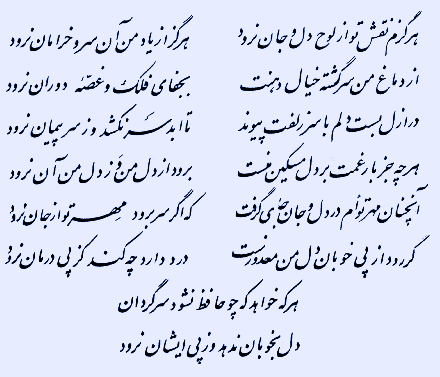 هرگزم نقش تو از لوح دل و جان نرود هرگز از یاد من آن سرو خرامان نرود
از دماغ من سرگشته خیال دهنت بجفای فلک و غصهٔ دوران نرود
در ازل بست دلم با سر زلفت پیوند تا ابد سر نکشد وز سر پیمان نرود
هرچه جز بار غمت بر دل مسکین منست برود از دل من وَز دل من آن نرود
آنچنان مهر توأم در دل و جان جای گرفت که اگر سر برود مهر تو از جان نرود
گر رود از پی خوبان دل من معذورست درد دارد چه کند کز پی درمان نرود
هرکه خواهد که چو حافظ نشود سرگردان
دل بخوبان ندهد وز پی ایشان نرود